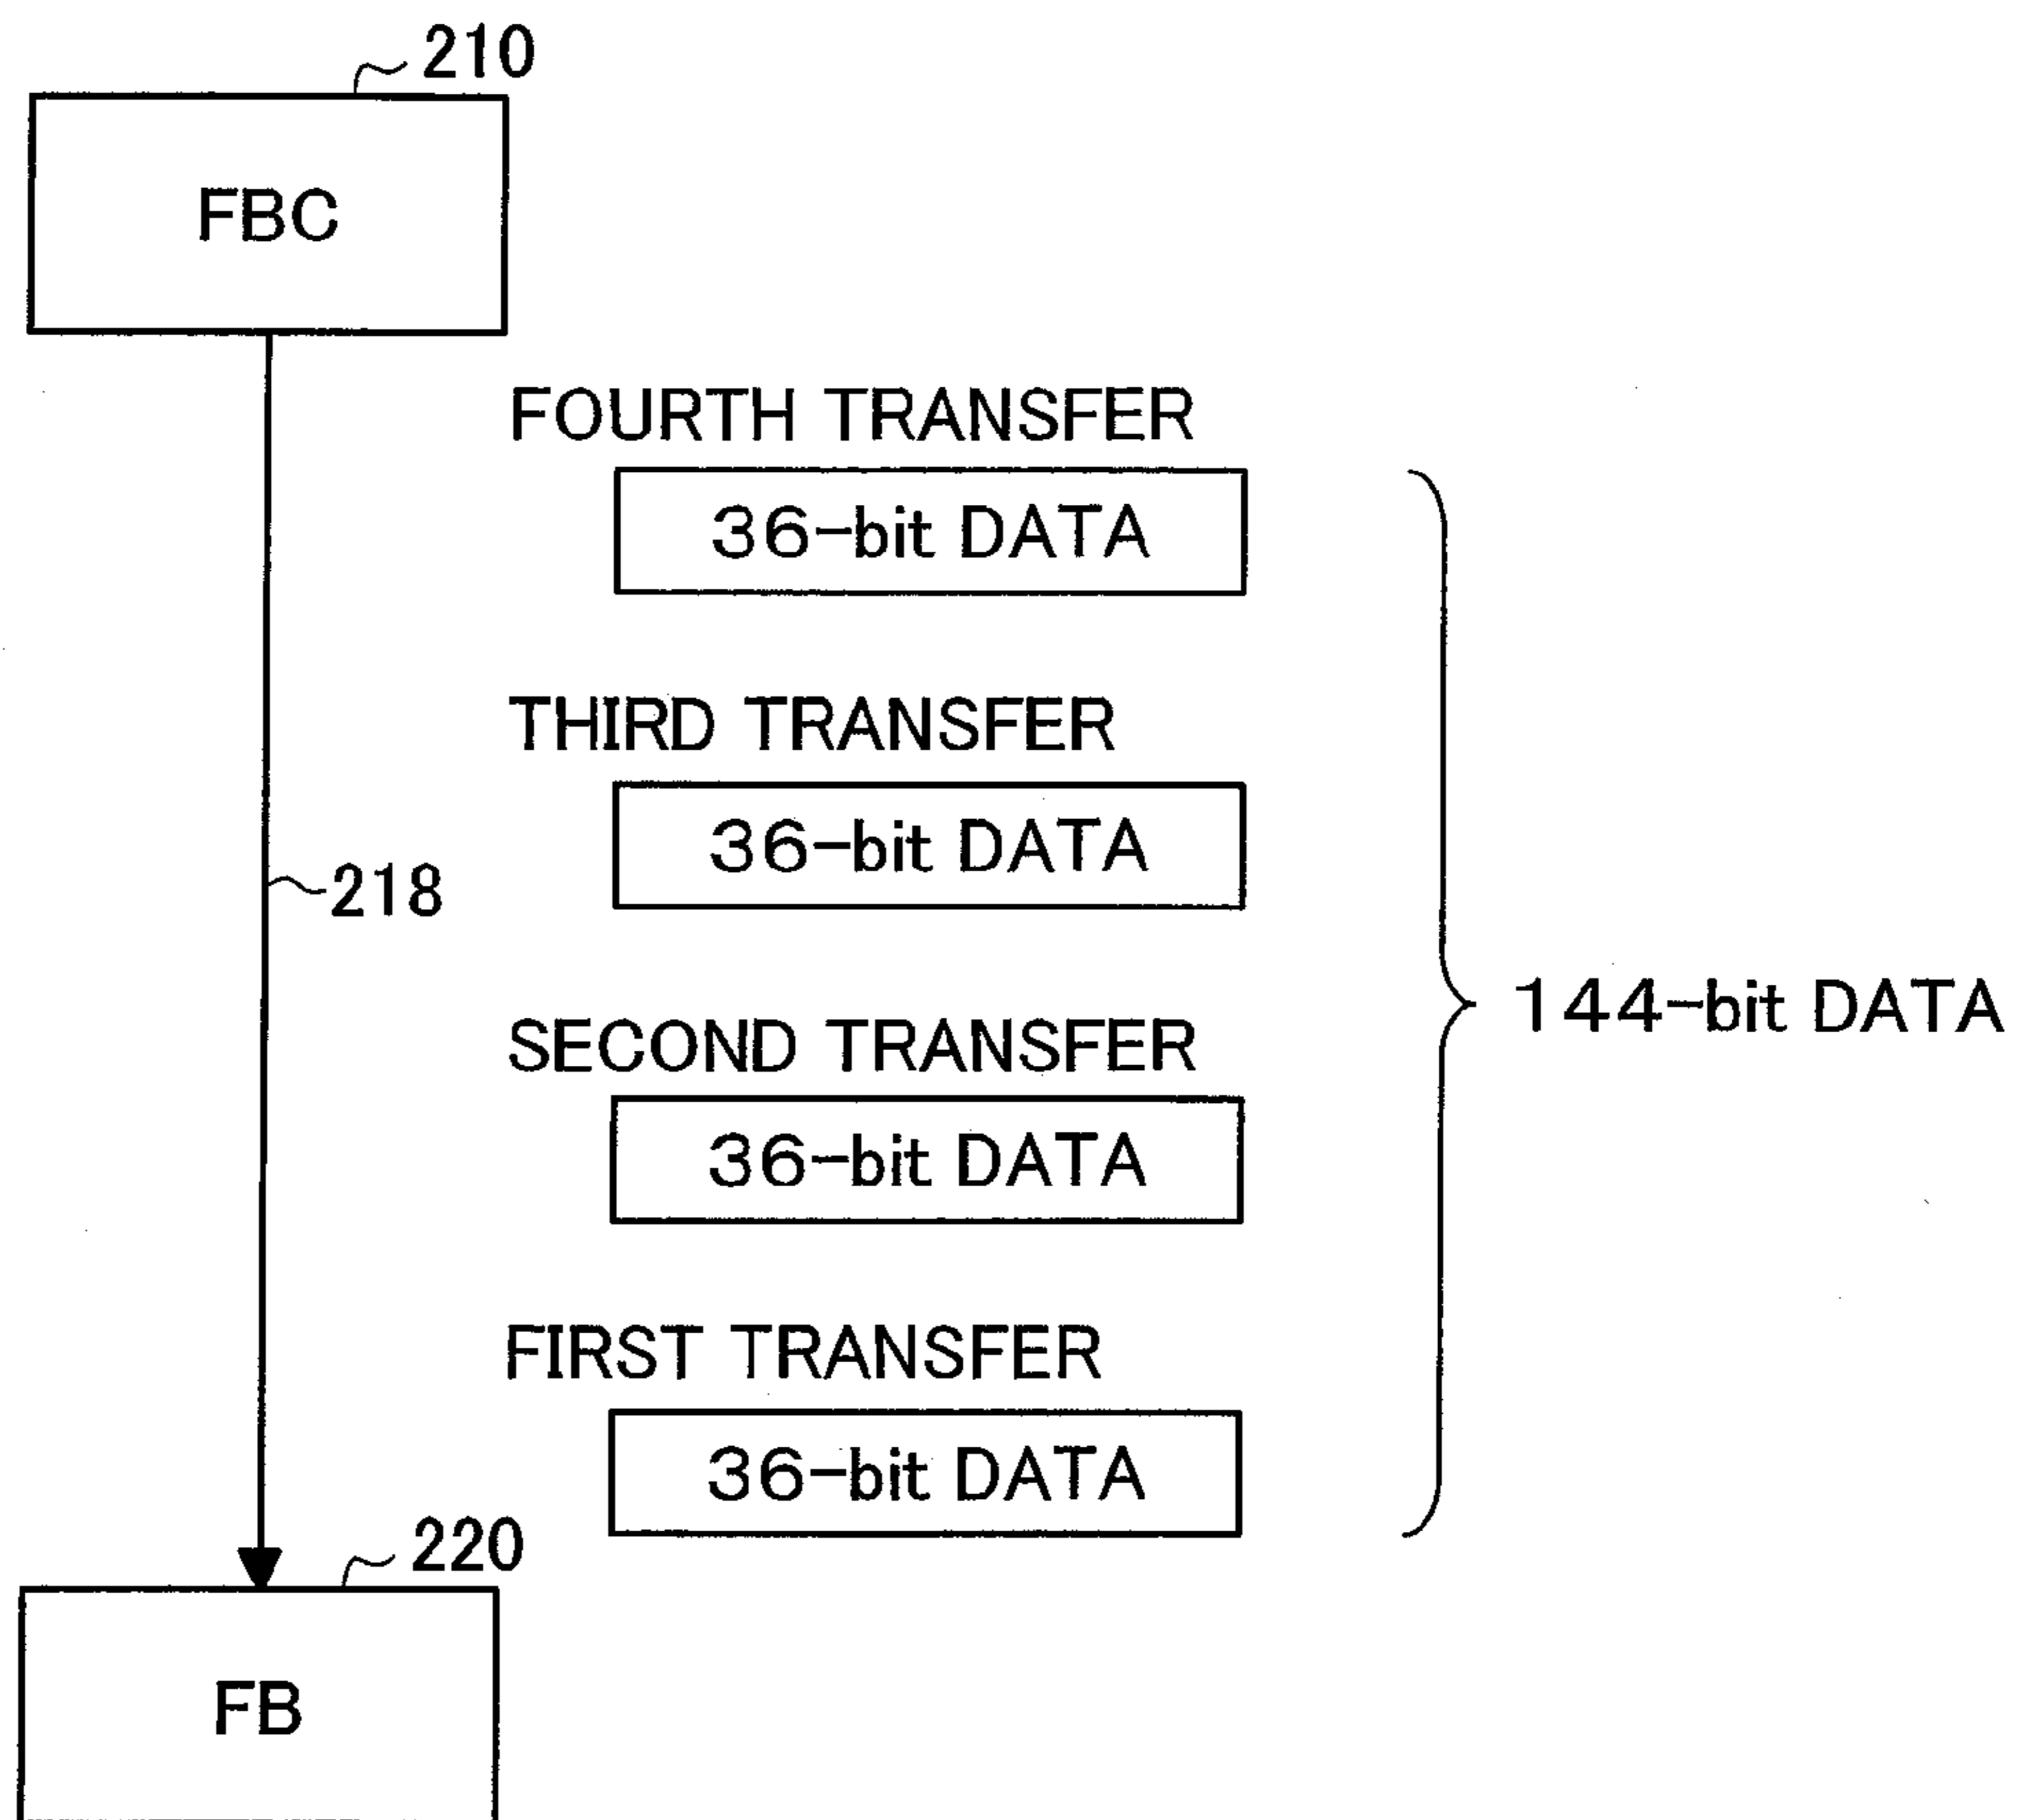 210
FBC
FOURTH TRANSFER
36-bit DATA
THIRD TRANSFER
36-bit DATA
218
144-bit DATA
SECOND TRANSFER
36-bit DATA
FIRST TRANSFER
36-bit DATA
220
FB